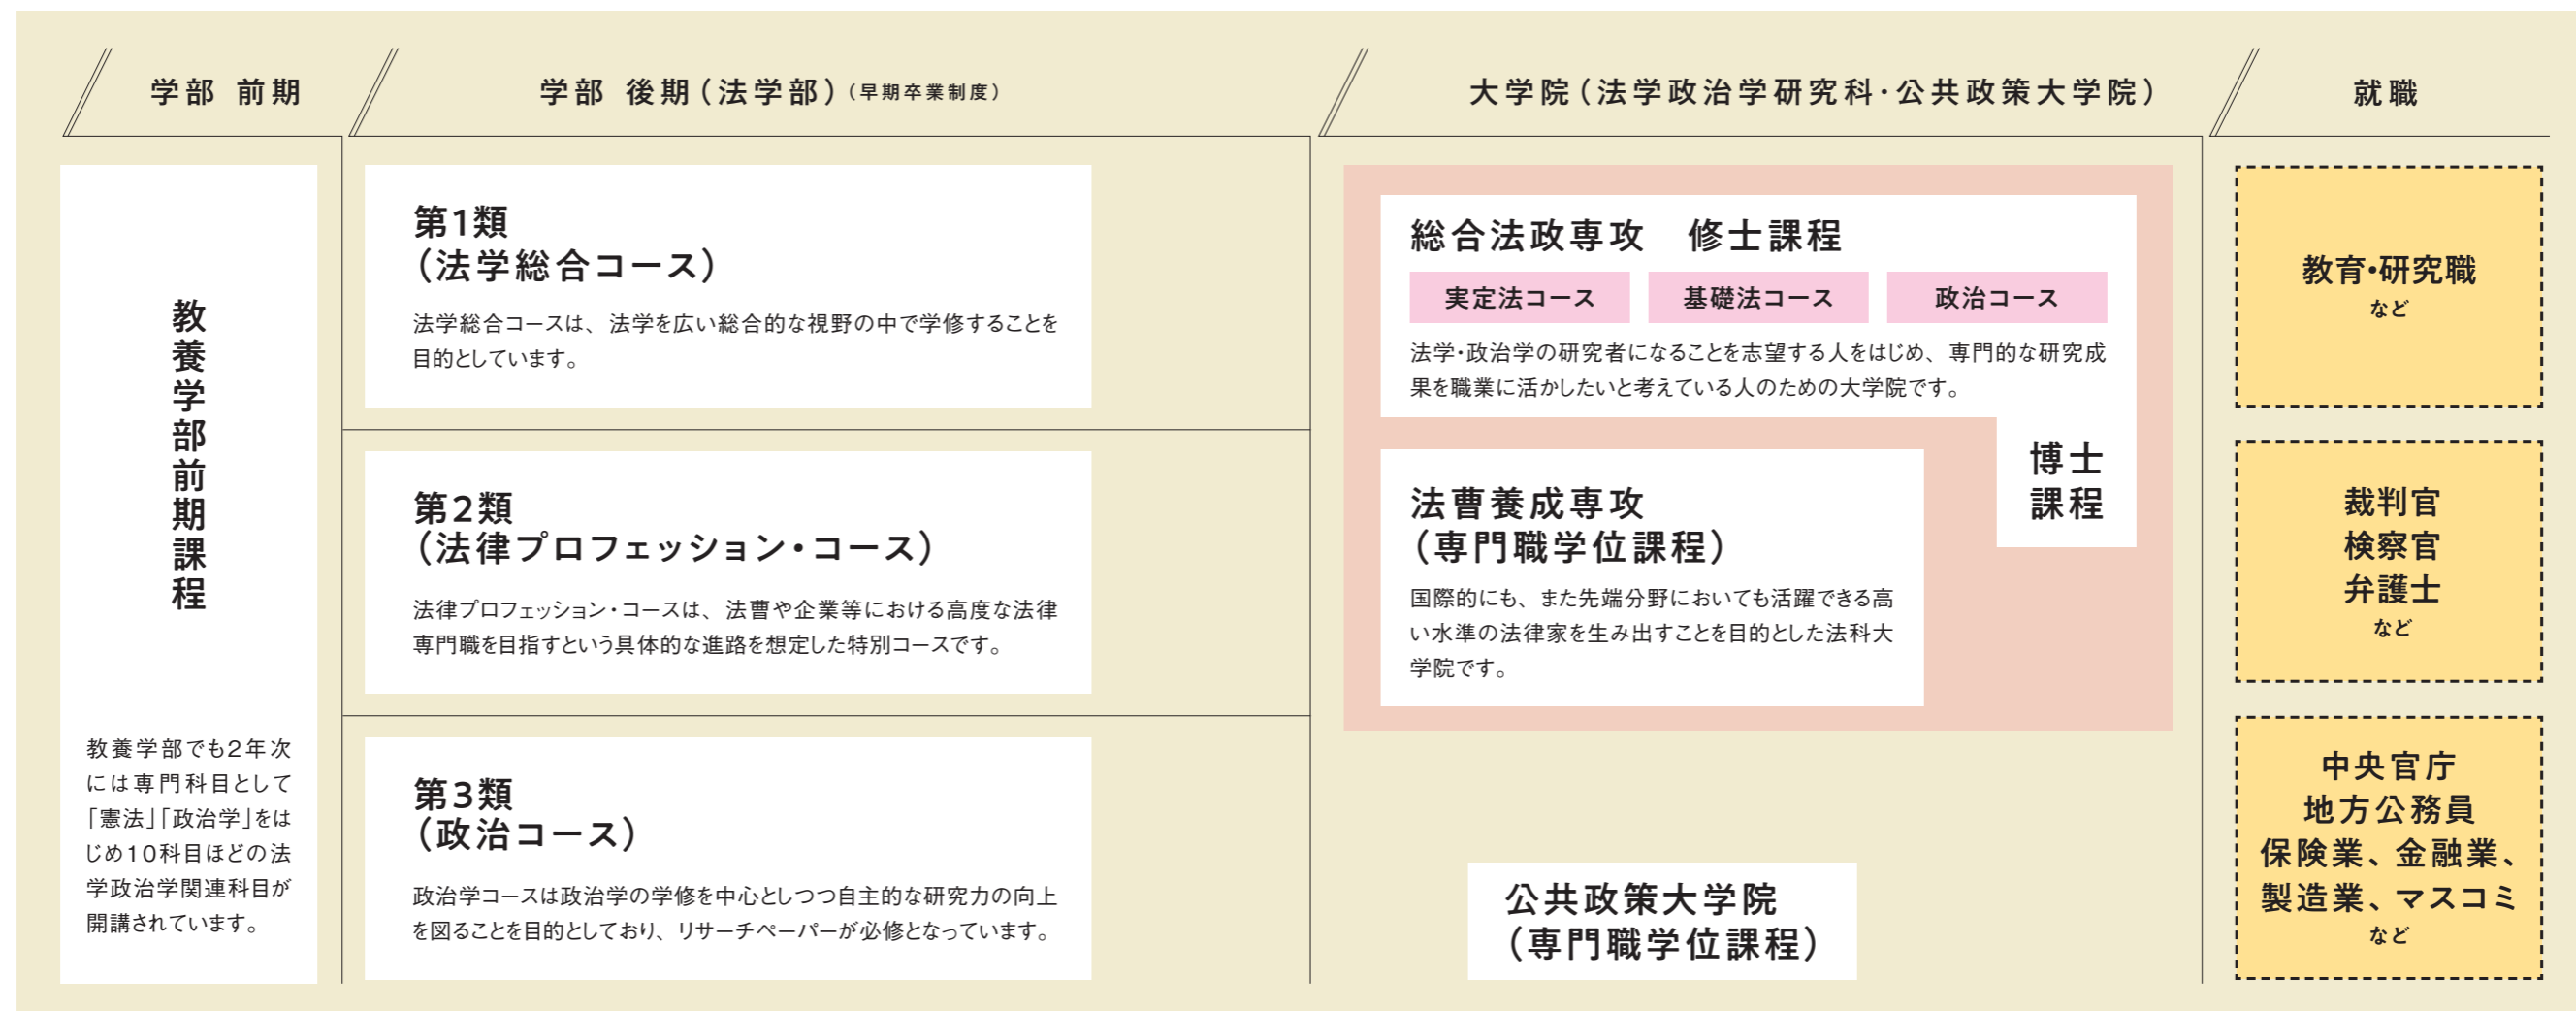 学部 前期
学部 後期（法学部）（早期卒業制度）
大学院（法学政治学研究科・公共政策大学院）
就職
教養学部前期課程
教養学部でも2年次
には専門科目として
「憲法」「政治学」をは
じめ10科目ほどの法
学政治学関連科目が
開講されています。
第1類
（法学総合コース）
法学総合コースは、法学を広い総合的な視野の中で学修することを
目的としています。
第2類
（法律プロフェッション・コース）
法律プロフェッション・コースは、法曹や企業等における高度な法律
専門職を目指すという具体的な進路を想定した特別コースです。
第3類
（政治コース）
政治学コースは政治学の学修を中心としつつ自主的な研究力の向上
を図ることを目的としており、リサーチペーパーが必修となっています。
総合法政専攻　修士課程
実定法コース
基礎法コース
政治コース
法学・政治学の研究者になることを志望する人をはじめ、専門的な研究成
果を職業に活かしたいと考えている人のための大学院です。
博士
課程
法曹養成専攻
（専門職学位課程）
国際的にも、また先端分野においても活躍できる高
い水準の法律家を生み出すことを目的とした法科大
学院です。
公共政策大学院
（専門職学位課程）
教育・研究職
など
裁判官
検察官
弁護士
など
中央官庁
地方公務員
保険業、金融業、
製造業、マスコミ
など